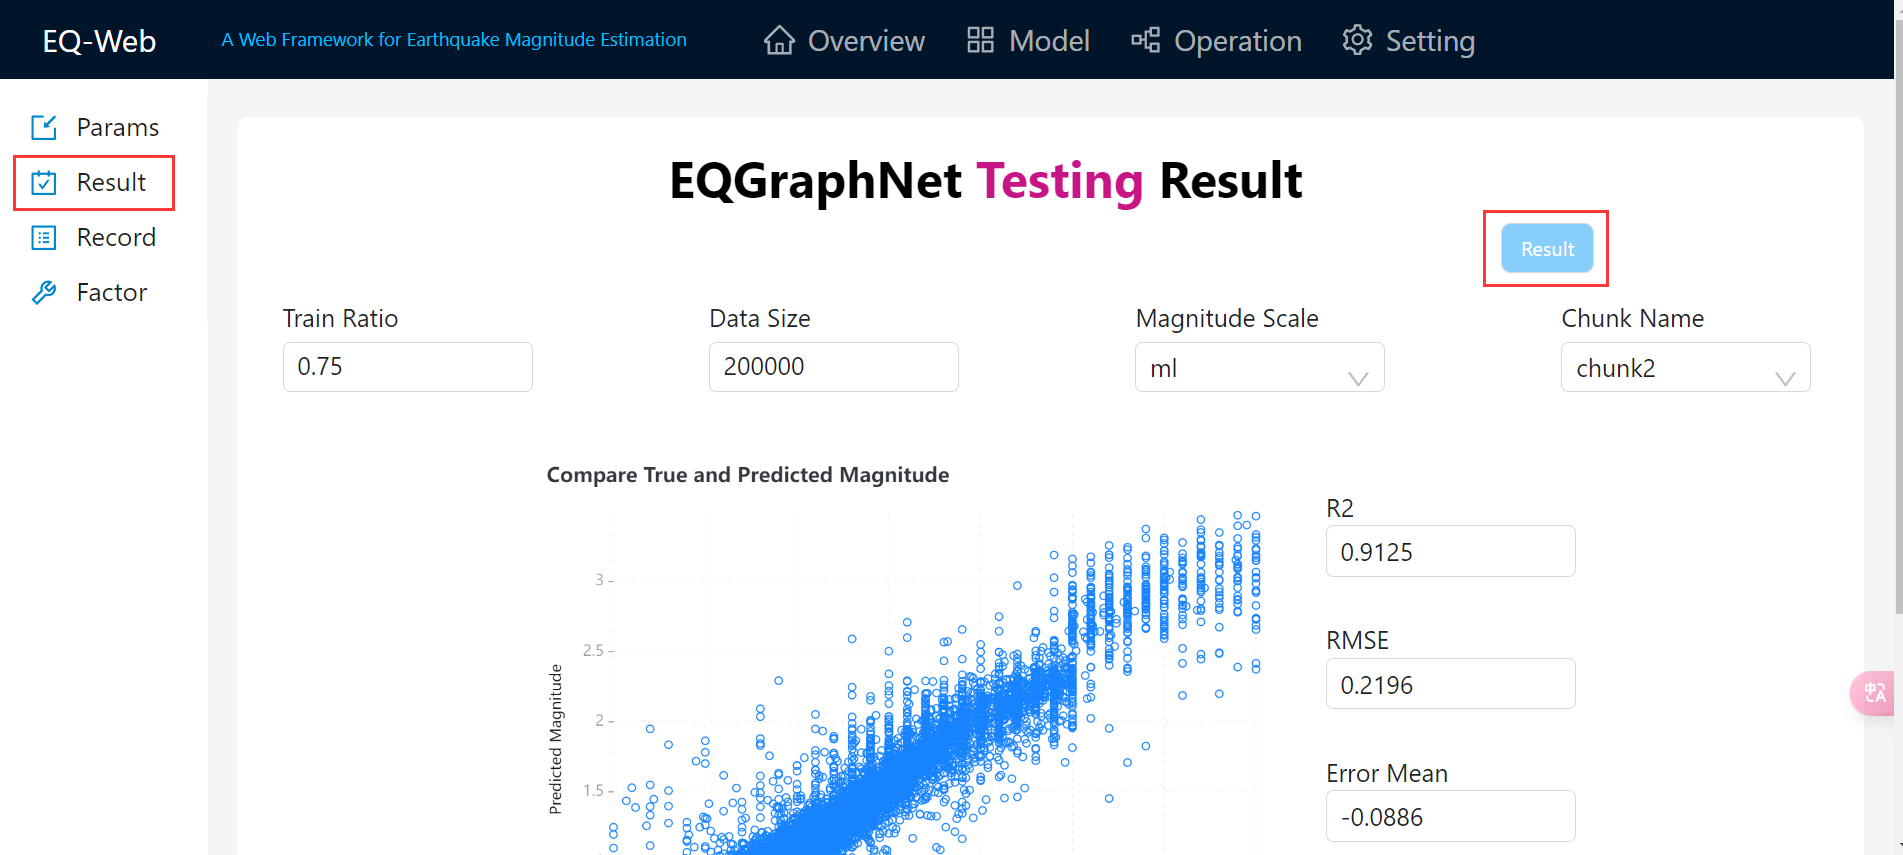 EQ-Web
A Web Framework for Earthquake Magnitude Estimation
Overview
Model
Operation
Setting
Params
Result
Record
Factor
EQGraphNet Testing Result
Result
Train Ratio
Data Size
Magnitude Scale
Chunk Name
0.75
200000
ml
chunk2
Compare True and Predicted Magnitude
Predicted Magnitude
3
2.5
2
1.5
R2
0.9125
RMSE
0.2196
Error Mean
-0.0886
中A